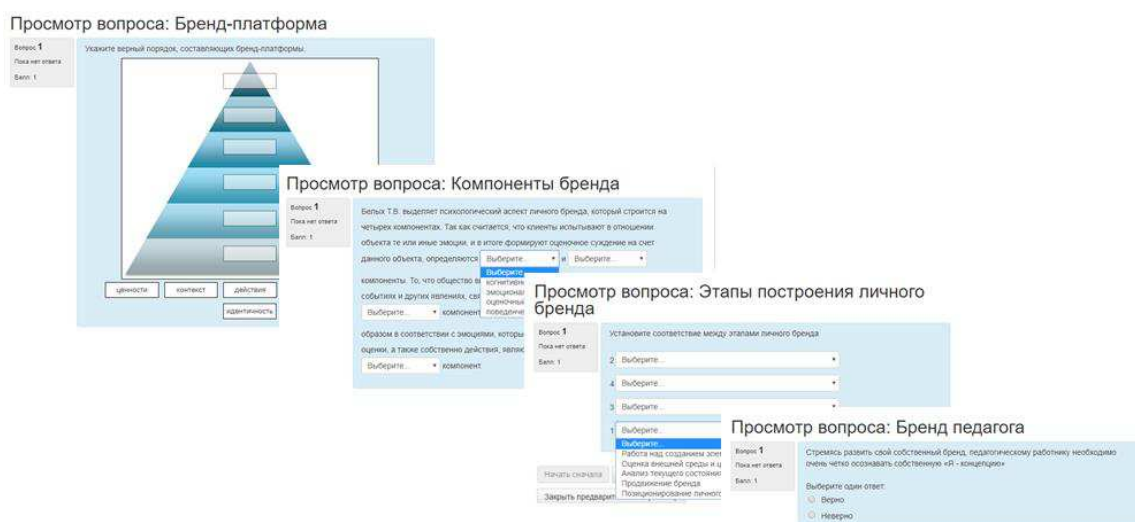 Просмотр вопроса: Бренд-платформа
Вопрос 1
Пока нет ответа
Балл: 1
Укажите верный порядок, составляющих бренд-платформы.
ценности
контекст
действия
идентичность
Просмотр вопроса: Компоненты бренда
Вопрос 1
Пока нет ответа
Балл: 1
Белых Т.В. выделяет психологический аспект личного бренда, который строится на
четырех компонентах. Так как считается, что клиенты испытывают в отношении
объекта те или иные эмоции, и в итоге формируют оценочное суждение на счет
данного объекта, определяются Выберите... и Выберите...
Выберите...
когнитивн
эмоционал
оценочный
поведенче
компоненты. То, что общество
событиях и других явлениях, свя
Выберите... компонент
образом в соответствии с эмоциями, которы
оценки, а также собственно действия, являю
Выберите... компонент.
Просмотр вопроса: Этапы построения личного
бренда
Вопрос 1
Пока нет ответа
Балл: 1
Установите соответствие между этапами личного бренда
2 Выберите...
4 Выберите...
3 Выберите...
1 Выберите...
Выберите...
Работа над созданием элем
Оценка внешней среды и ц
Анализ текущего состояния
Продвижение бренда
Позиционирование личного
Начать сначала
Закрыть предварит
Просмотр вопроса: Бренд педагога
Вопрос 1
Пока нет ответа
Балл: 1
Стремясь развить свой собственный бренд, педагогическому работнику необходимо
очень четко осознавать собственную «Я - концепцию»
Выберите один ответ:
Верно
Неверно